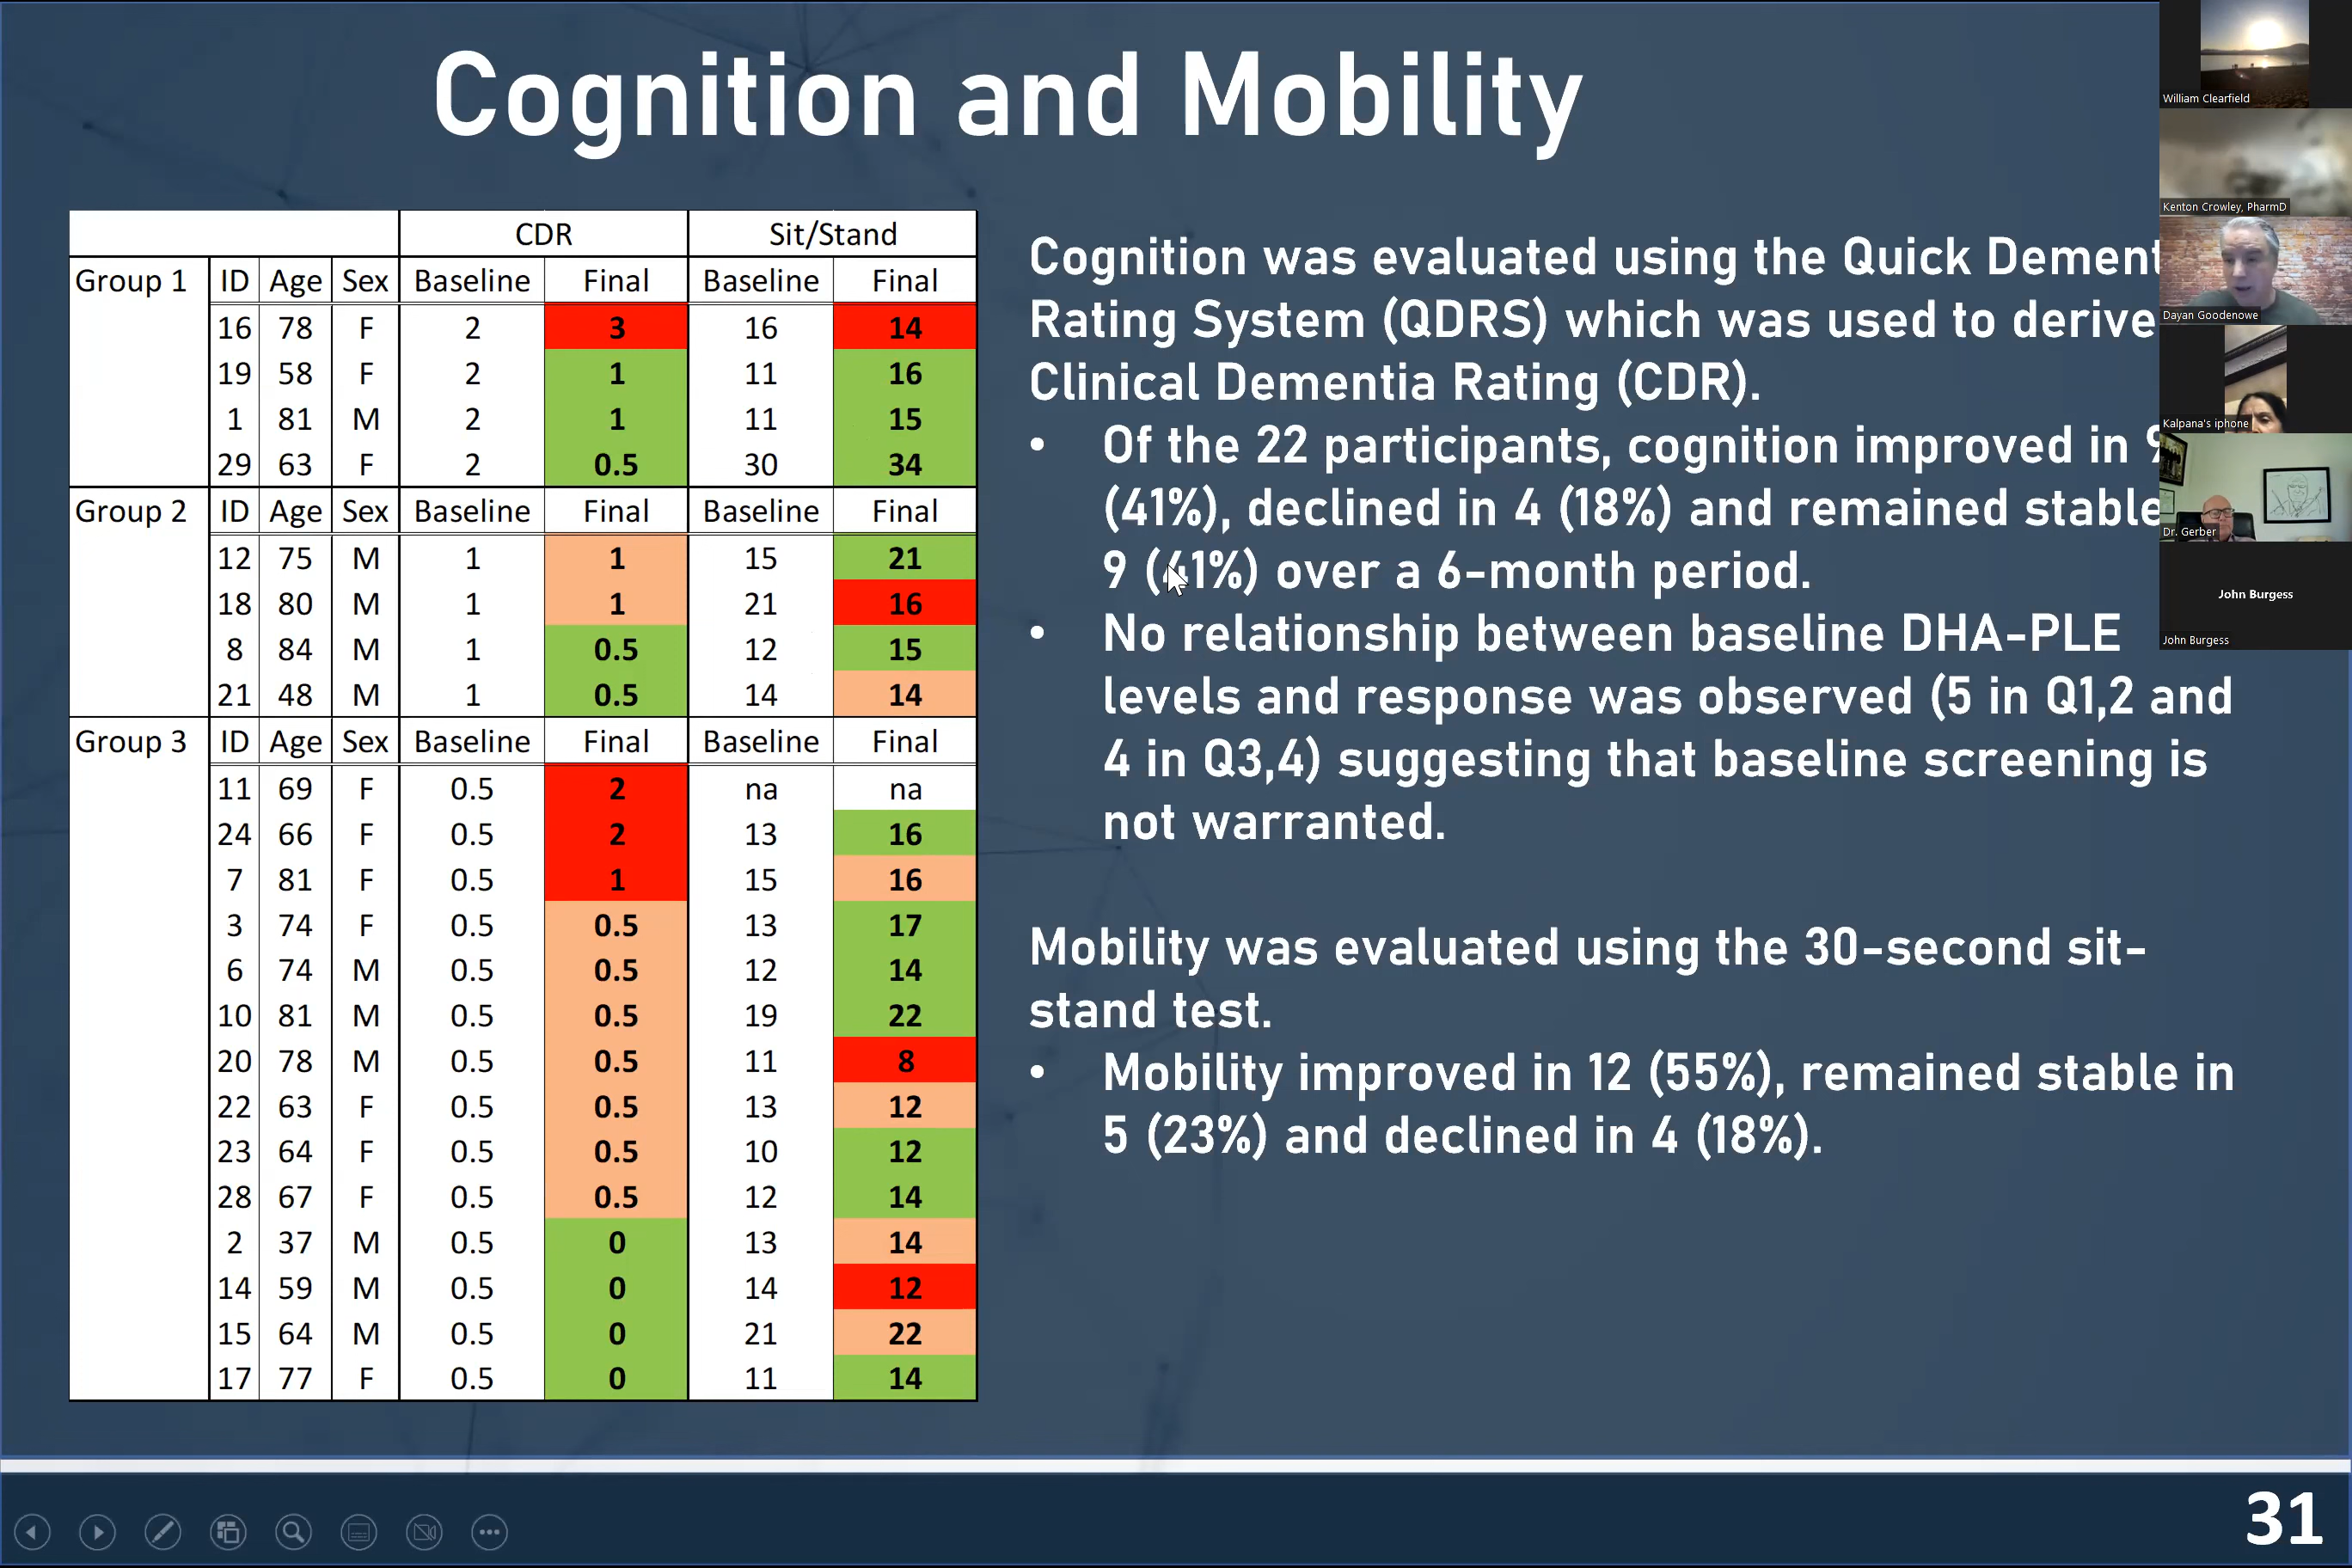 Cognition and Mobility
CDR Sit/Stand
Group 1 ID Age Sex Baseline Final Baseline Final
16 78 F 2 3 16 14
19 58 F 2 1 11 16
1 81 M 2 1 11 15
29 63 F 2 0.5 30 34
Group 2 ID Age Sex Baseline Final Baseline Final
12 75 M 1 1 15 21
18 80 M 1 1 21 16
8 84 M 1 0.5 12 15
21 48 M 1 0.5 14 14
Group 3 ID Age Sex Baseline Final Baseline Final
11 69 F 0.5 2 na na
24 66 F 0.5 2 13 16
7 81 F 0.5 1 15 16
3 74 F 0.5 0.5 13 17
6 74 M 0.5 0.5 12 14
10 81 M 0.5 0.5 19 22
20 78 M 0.5 0.5 11 8
22 63 F 0.5 0.5 13 12
23 64 F 0.5 0.5 10 12
28 67 F 0.5 0.5 12 14
2 37 M 0.5 0 13 14
14 59 M 0.5 0 14 12
15 64 M 0.5 0 21 22
17 77 F 0.5 0 11 14
Cognition was evaluated using the Quick
Rating System (QDRS) which was used to derive
Clinical Dementia Rating (CDR).
• Of the 22 participants, cognition improved in
(41%), declined in 4 (18%) and remained stable
9 (41%) over a 6-month period.
• No relationship between baseline DHA-PLE
levels and response was observed (5 in Q1,2 and
4 in Q3,4) suggesting that baseline screening is
not warranted.
Mobility was evaluated using the 30-second sit-
stand test.
• Mobility improved in 12 (55%), remained stable in
5 (23%) and declined in 4 (18%).
William Clearfield
Kenton Crowley, PharmD
Dayan Goodenowe
Kalpana's iphone
Dr. Gerber
John Burgess
John Burgess
31